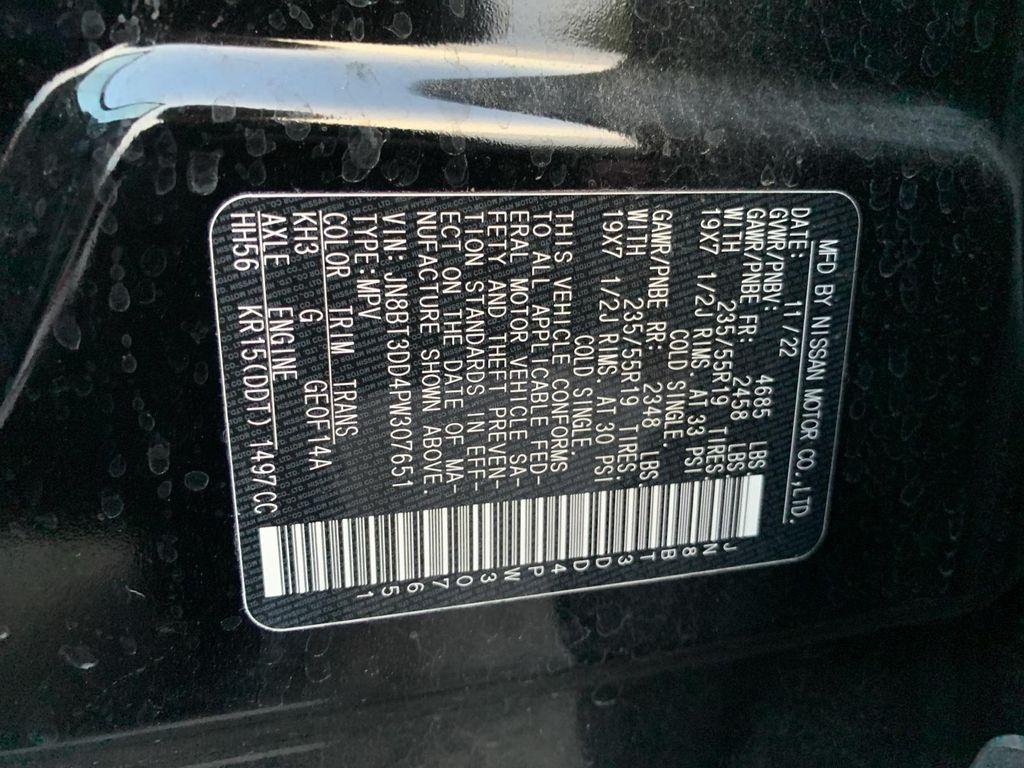 MFD BY NISSAN MOTOR CO.,LTD.
DATE: 11/22
GVWR/PNBV: 4685 LBS
GAWR/PNBE FR: 2458 LBS
WITH 235/55R19 TIRES.
19X7 1/2J RIMS AT 33 PSI
COLD SINGLE.
GAWR/PNBE RR: 2348 LBS
WITH 235/55R19 TIRES.
19X7 1/2J RIMS. AT 30 PSI
COLD SINGLE.
THIS VEHICLE CONFORMS
TO ALL APPLICABLE FED-
ERAL MOTOR VEHICLE SA-
FETY AND THEFT PREVEN-
TION STANDARDS IN EFF-
ECT ON THE DATE OF MA-
NUFACTURE SHOWN ABOVE.
VIN: JN8BT3DD4PW307651
TYPE: MPV
COLOR TRIM TRANS
KH3 G GE0F14A
AXLE ENGINE
HH56 KR15(DDT) 1497CC
JN8BT3DD4PW307651